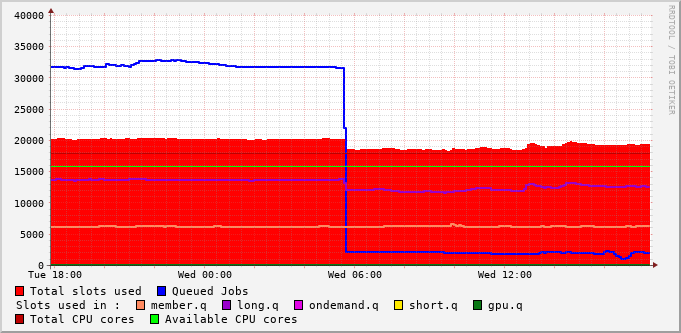 40000
35000
30000
25000
20000
15000
10000
5000
0
Tue 18:00 Wed 00:00 Wed 06:00 Wed 12:00
RRDTOOL / TOBI OETIKER
Total slots used Queued Jobs
Slots used in : member.q long.q ondemand.q short.q gpu.q
Total CPU cores Available CPU cores